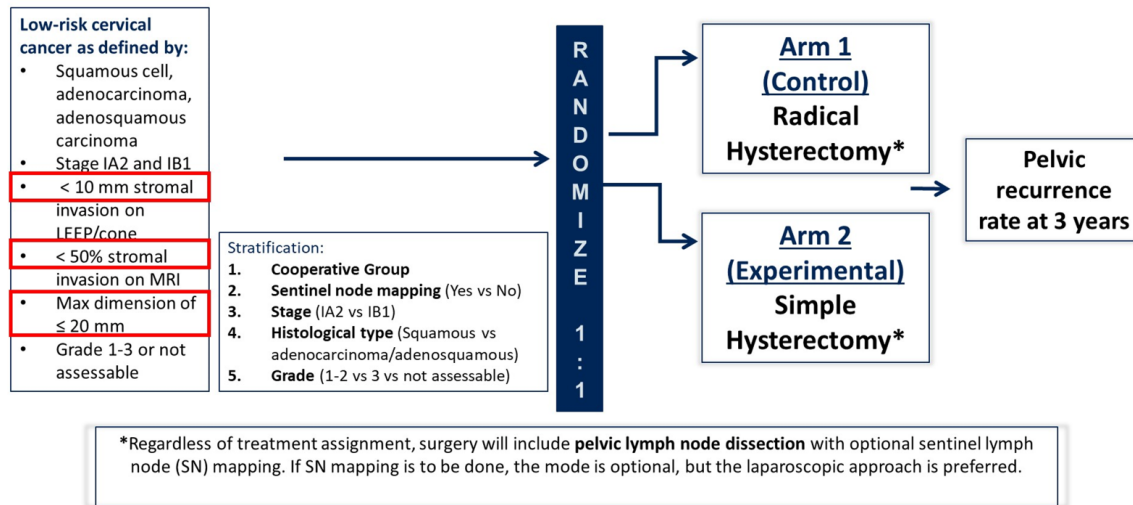 Low-risk cervical
cancer as defined by:
• Squamous cell,
adenocarcinoma,
adenosquamous
carcinoma
• Stage IA2 and IB1
• < 10 mm stromal
invasion on
LEEP/cone
• < 50% stromal
invasion on MRI
• Max dimension of
≤ 20 mm
• Grade 1-3 or not
assessable
Stratification:
1. Cooperative Group
2. Sentinel node mapping (Yes vs No)
3. Stage (IA2 vs IB1)
4. Histological type (Squamous vs
adenocarcinoma/adenosquamous)
5. Grade (1-2 vs 3 vs not assessable)
RANDOMIZE 1:1
Arm 1
(Control)
Radical
Hysterectomy*
Arm 2
(Experimental)
Simple
Hysterectomy*
Pelvic
recurrence
rate at 3 years
*Regardless of treatment assignment, surgery will include pelvic lymph node dissection with optional sentinel lymph
node (SN) mapping. If SN mapping is to be done, the mode is optional, but the laparoscopic approach is preferred.